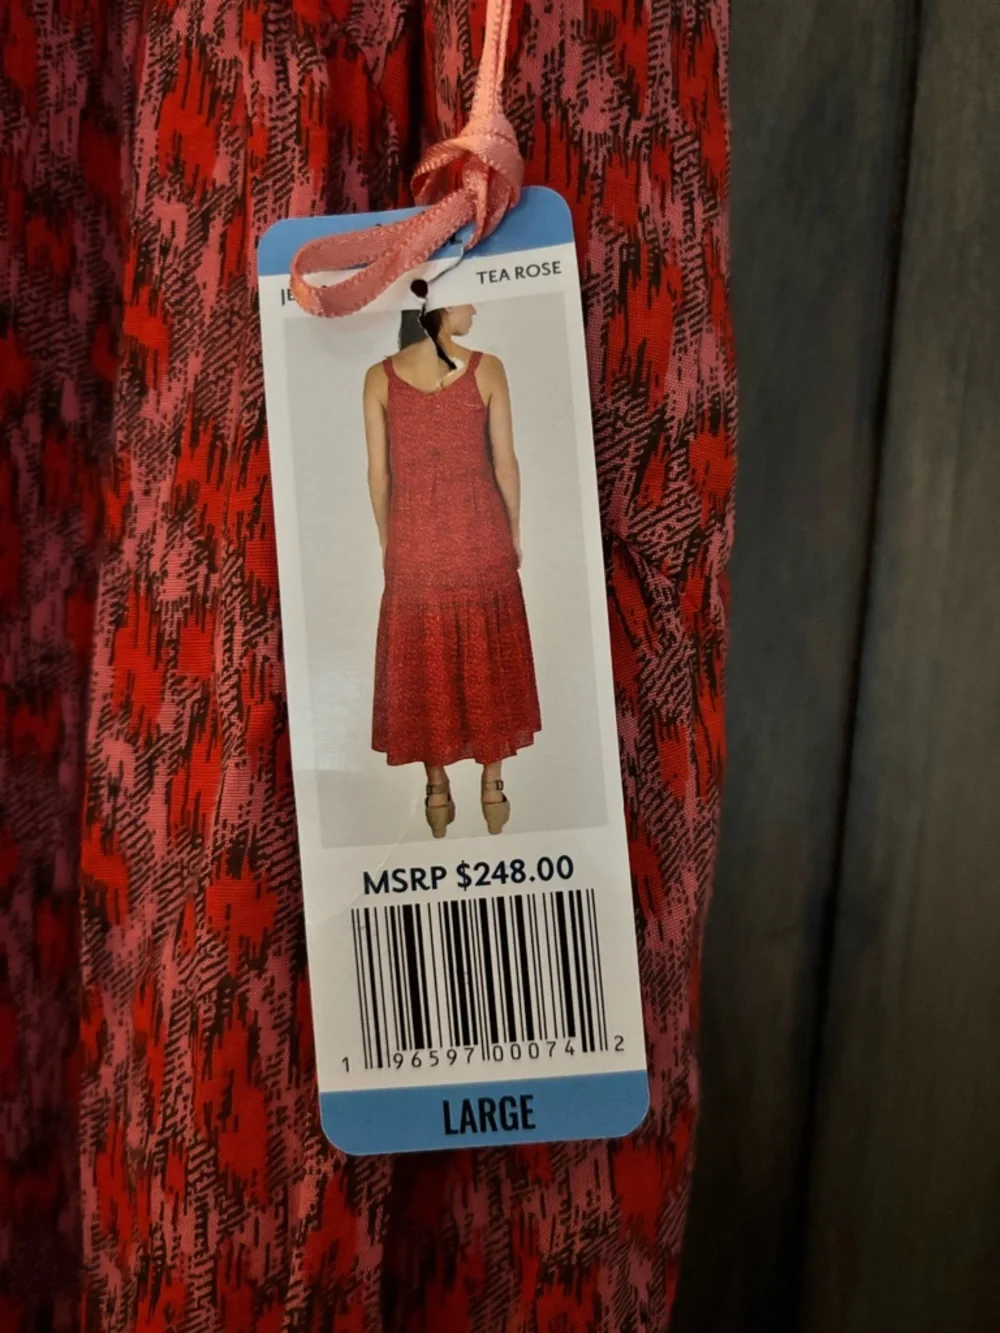 TEA ROSE
MSRP $248.00
1 96597 00074 2
LARGE